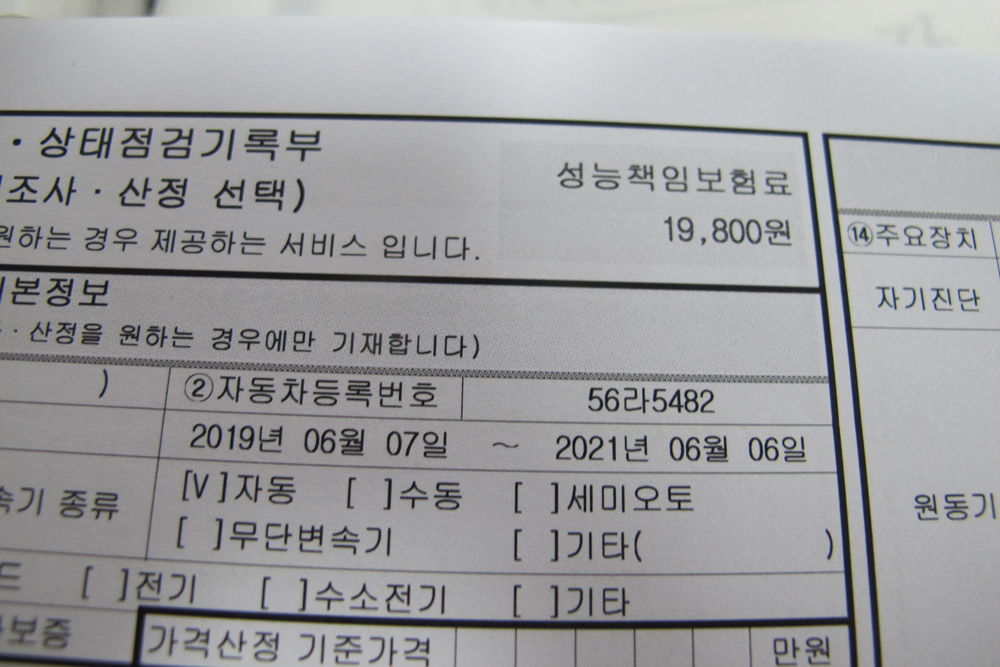 · 상태점검기록부
조사 · 산정 선택)
원하는 경우 제공하는 서비스 입니다.
성능책임보험료
19,800원
⑭주요장치
자기진단
본정보
· 산정을 원하는 경우에만 기재합니다)
) ②자동차등록번호 56라5482
2019년 06월 07일 ~ 2021년 06월 06일
속기 종류
[V]자동 [ ]수동 [ ]세미오토
[ ]무단변속기 [ ]기타( )
원동기
드 [ ]전기 [ ]수소전기 [ ]기타
보증 가격산정 기준가격 만원